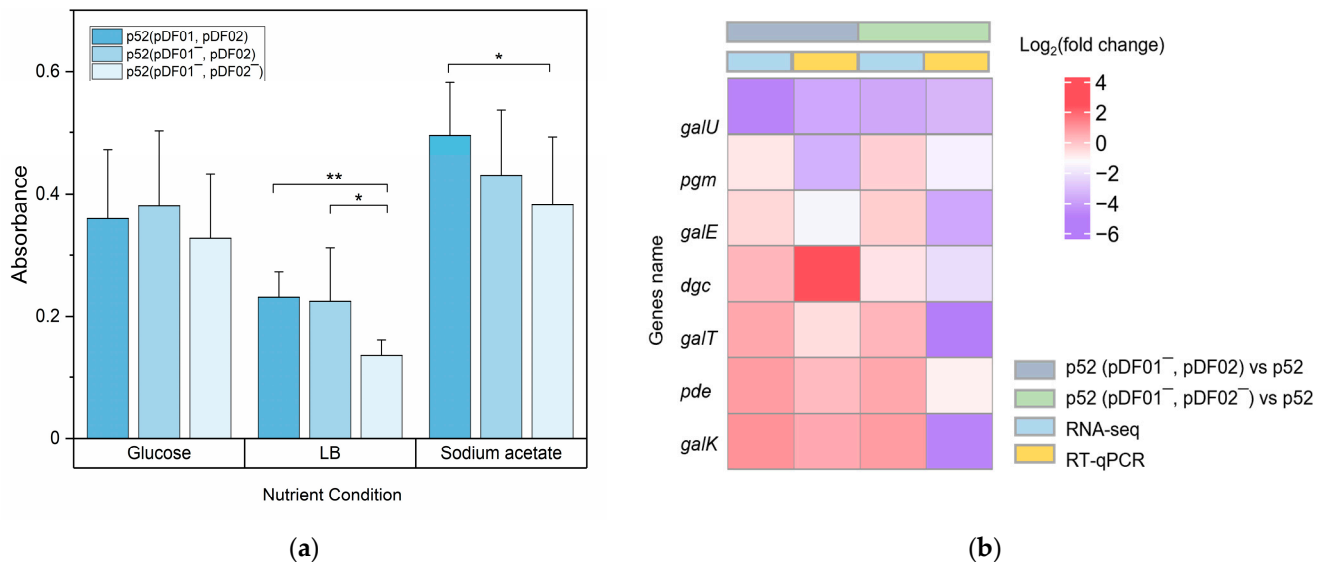 p52(pDF01, pDF02)
p52(pDF01¯, pDF02)
p52(pDF01¯, pDF02¯)
Absorbance
0.6
0.4
0.2
0
*
**
*
Glucose
LB
Sodium acetate
Nutrient Condition
(a)
Genes name
galU
pgm
galE
dgc
galT
pde
galK
Log₂(fold change)
4
2
0
−2
−4
−6
p52 (pDF01¯, pDF02) vs p52
p52 (pDF01¯, pDF02¯) vs p52
RNA-seq
RT-qPCR
(b)